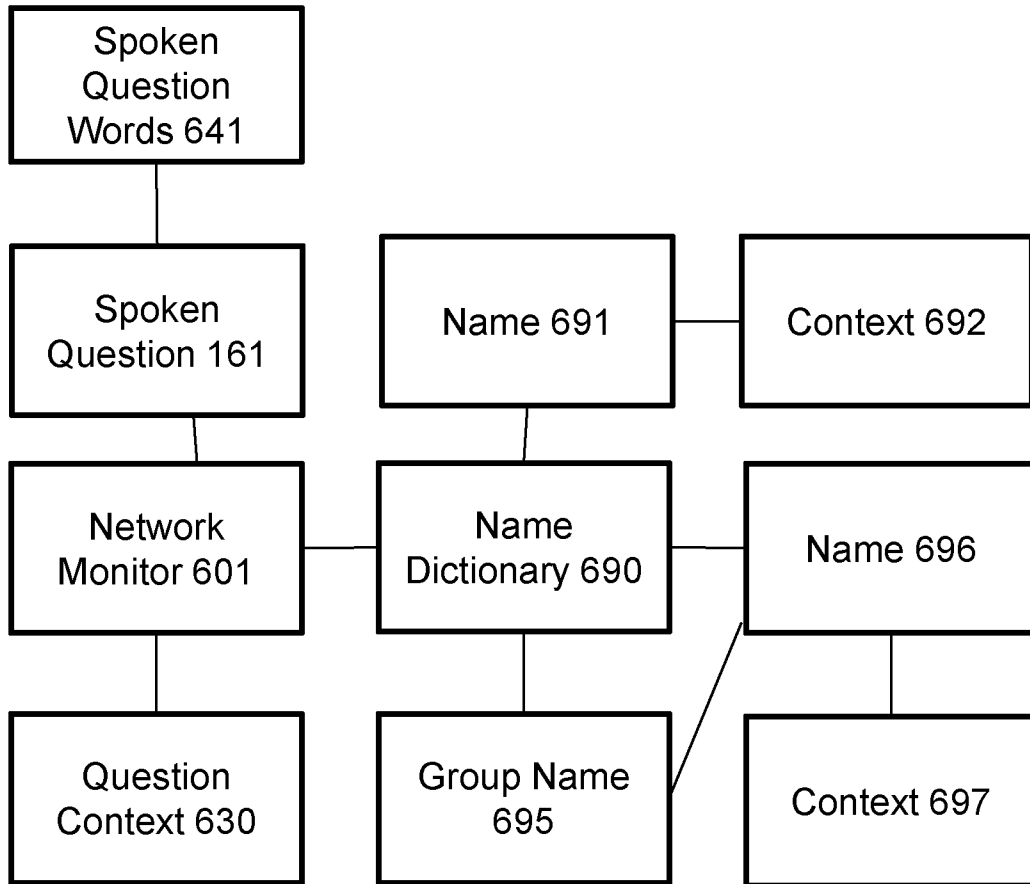 Spoken
Question
Words 641
Spoken
Question 161
Name 691
Context 692
Network
Monitor 601
Name
Dictionary 690
Name 696
Question
Context 630
Group Name
695
Context 697